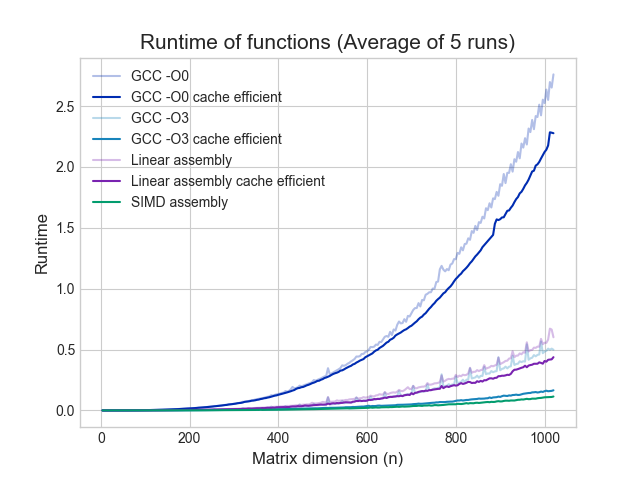 Runtime of functions (Average of 5 runs)
GCC -O0
GCC -O0 cache efficient
GCC -O3
GCC -O3 cache efficient
Linear assembly
Linear assembly cache efficient
SIMD assembly
Runtime
2.5
2.0
1.5
1.0
0.5
0.0
0 200 400 600 800 1000
Matrix dimension (n)